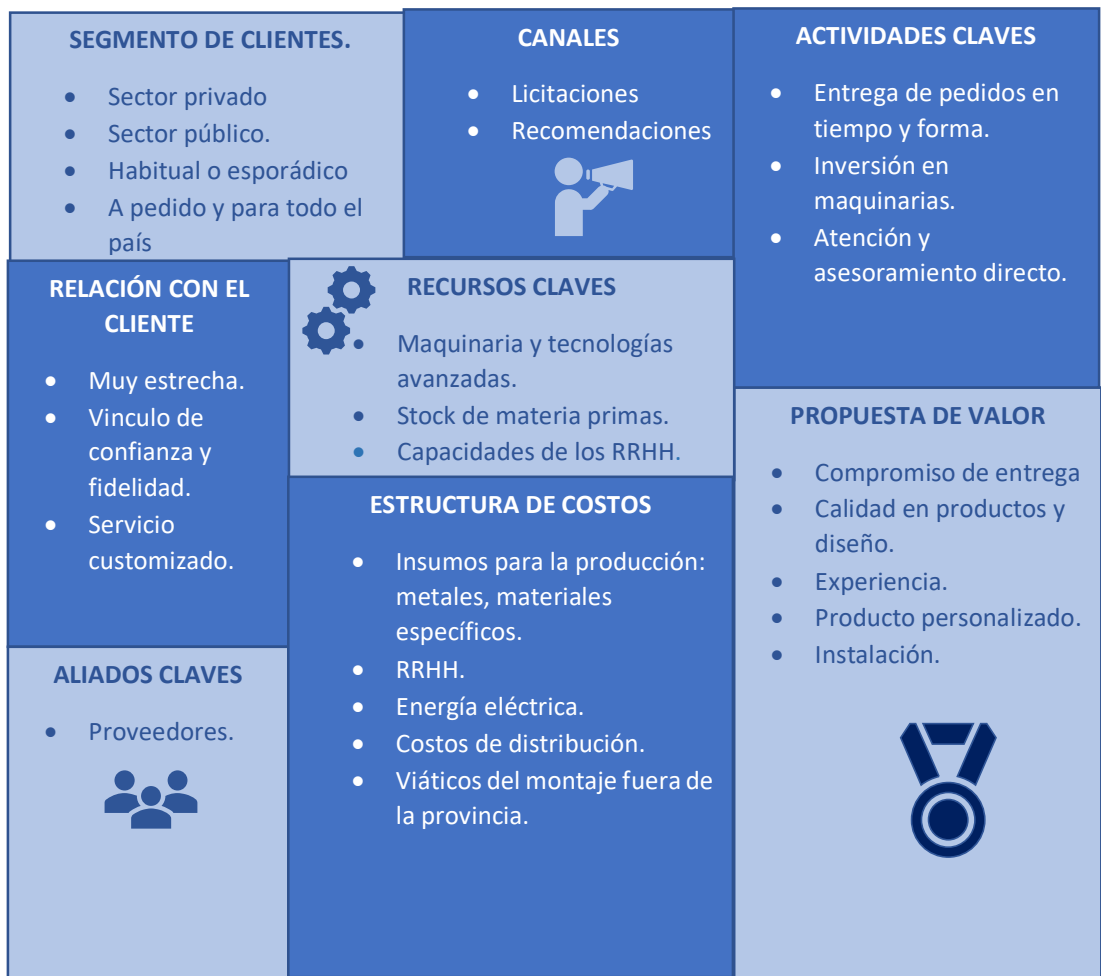 SEGMENTO DE CLIENTES.
• Sector privado
• Sector público.
• Habitual o esporádico
• A pedido y para todo el
país
CANALES
• Licitaciones
• Recomendaciones
ACTIVIDADES CLAVES
• Entrega de pedidos en
tiempo y forma.
• Inversión en
maquinarias.
• Atención y
asesoramiento directo.
RELACIÓN CON EL
CLIENTE
• Muy estrecha.
• Vinculo de
confianza y
fidelidad.
• Servicio
customizado.
RECURSOS CLAVES
• Maquinaria y tecnologías
avanzadas.
• Stock de materia primas.
• Capacidades de los RRHH.
PROPUESTA DE VALOR
• Compromiso de entrega
• Calidad en productos y
diseño.
• Experiencia.
• Producto personalizado.
• Instalación.
ESTRUCTURA DE COSTOS
• Insumos para la producción:
metales, materiales
específicos.
• RRHH.
• Energía eléctrica.
• Costos de distribución.
• Viáticos del montaje fuera de
la provincia.
ALIADOS CLAVES
• Proveedores.